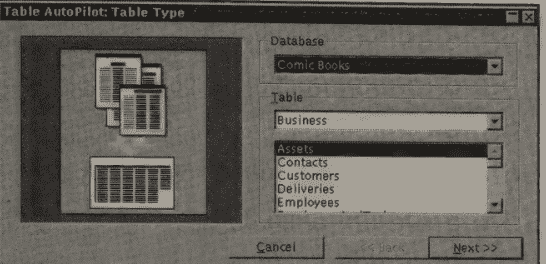 Table AutoPilot: Table Type
Database
Comic Books
Table
Business
Assets
Contacts
Customers
Deliveries
Employees
Cancel
<< Back
Next >>